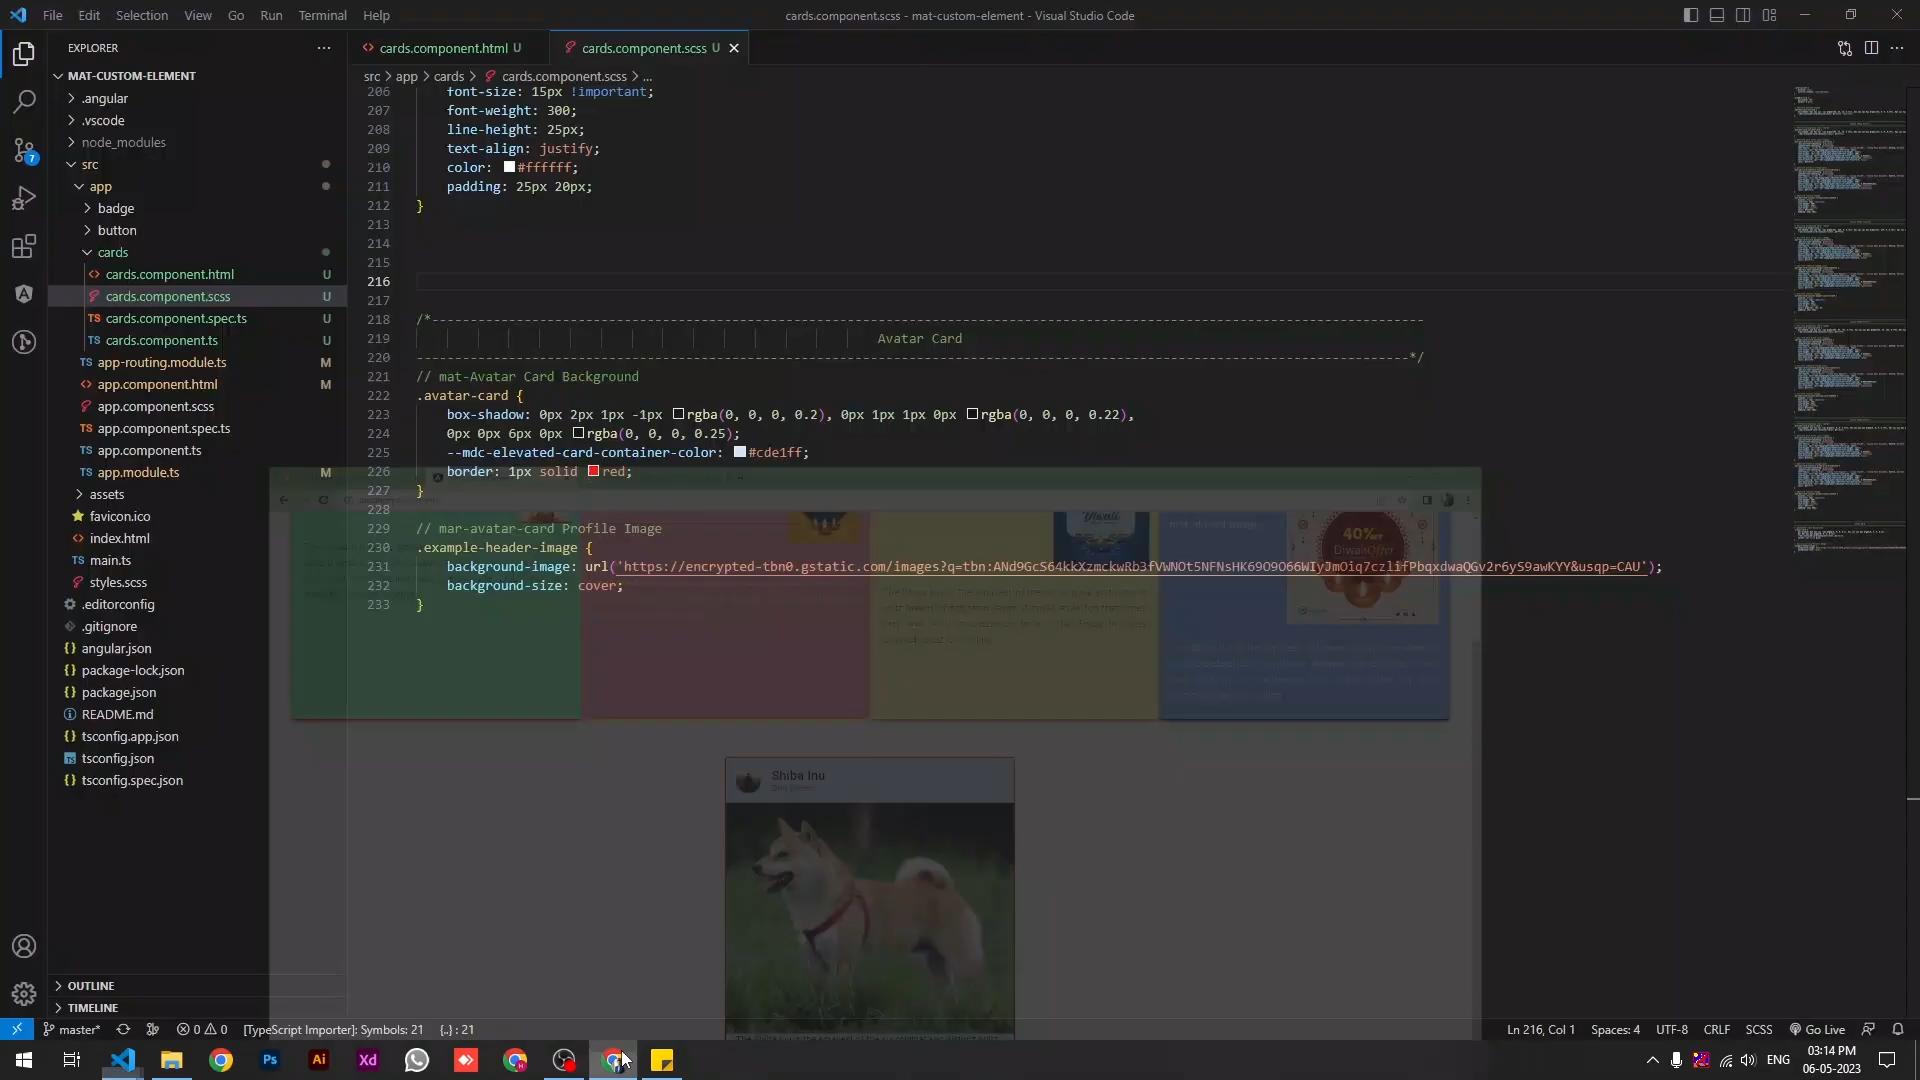 File Edit Selection View Go Run Terminal Help
cards.component.scss - mat-custom-element - Visual Studio Code
EXPLORER
cards.component.html U
cards.component.scss U
MAT-CUSTOM-ELEMENT
src > app > cards > cards.component.scss > ...
.angular
.vscode
node_modules
src
app
badge
button
cards
cards.component.html U
cards.component.scss U
cards.component.spec.ts U
cards.component.ts U
app-routing.module.ts M
app.component.html M
app.component.scss
app.component.spec.ts
app.component.ts
app.module.ts M
assets
favicon.ico
index.html
main.ts
styles.scss
.editorconfig
.gitignore
angular.json
package-lock.json
package.json
README.md
tsconfig.app.json
tsconfig.json
tsconfig.spec.json
OUTLINE
TIMELINE
7
206 font-size: 15px !important;
207 font-weight: 300;
208 line-height: 25px;
209 text-align: justify;
210 color: #ffffff;
211 padding: 25px 20px;
212 }
213
214
215
216
217
218 /*---------------------------------------------------------------------------------------------------------------------------------
219 Avatar Card
220 ---------------------------------------------------------------------------------------------------------------------------------*/
221 // mat-Avatar Card Background
222 .avatar-card {
223 box-shadow: 0px 2px 1px -1px rgba(0, 0, 0, 0.2), 0px 1px 1px 0px rgba(0, 0, 0, 0.22),
224 0px 0px 6px 0px rgba(0, 0, 0, 0.25);
225 --mdc-elevated-card-container-color: #cde1ff;
226 border: 1px solid red;
227 }
228
229 // mar-avatar-card Profile Image
230 .example-header-image {
231 background-image: url('https://encrypted-tbn0.gstatic.com/images?q=tbn:ANd9GcS64kkXzmckwRb3fVWNOt5NFNsHK69O9O66WIyJmOiq7czlifPbqxdwaQGv2r6yS9awKYY&usqp=CAU');
232 background-size: cover;
233 }
40%
Diwali Offer
Shiba Inu
master*
0 0
[TypeScript Importer]: Symbols: 21
{..} : 21
Ln 216, Col 1 Spaces: 4 UTF-8 CRLF SCSS Go Live
Ps Ai Xd
ENG
03:14 PM
06-05-2023